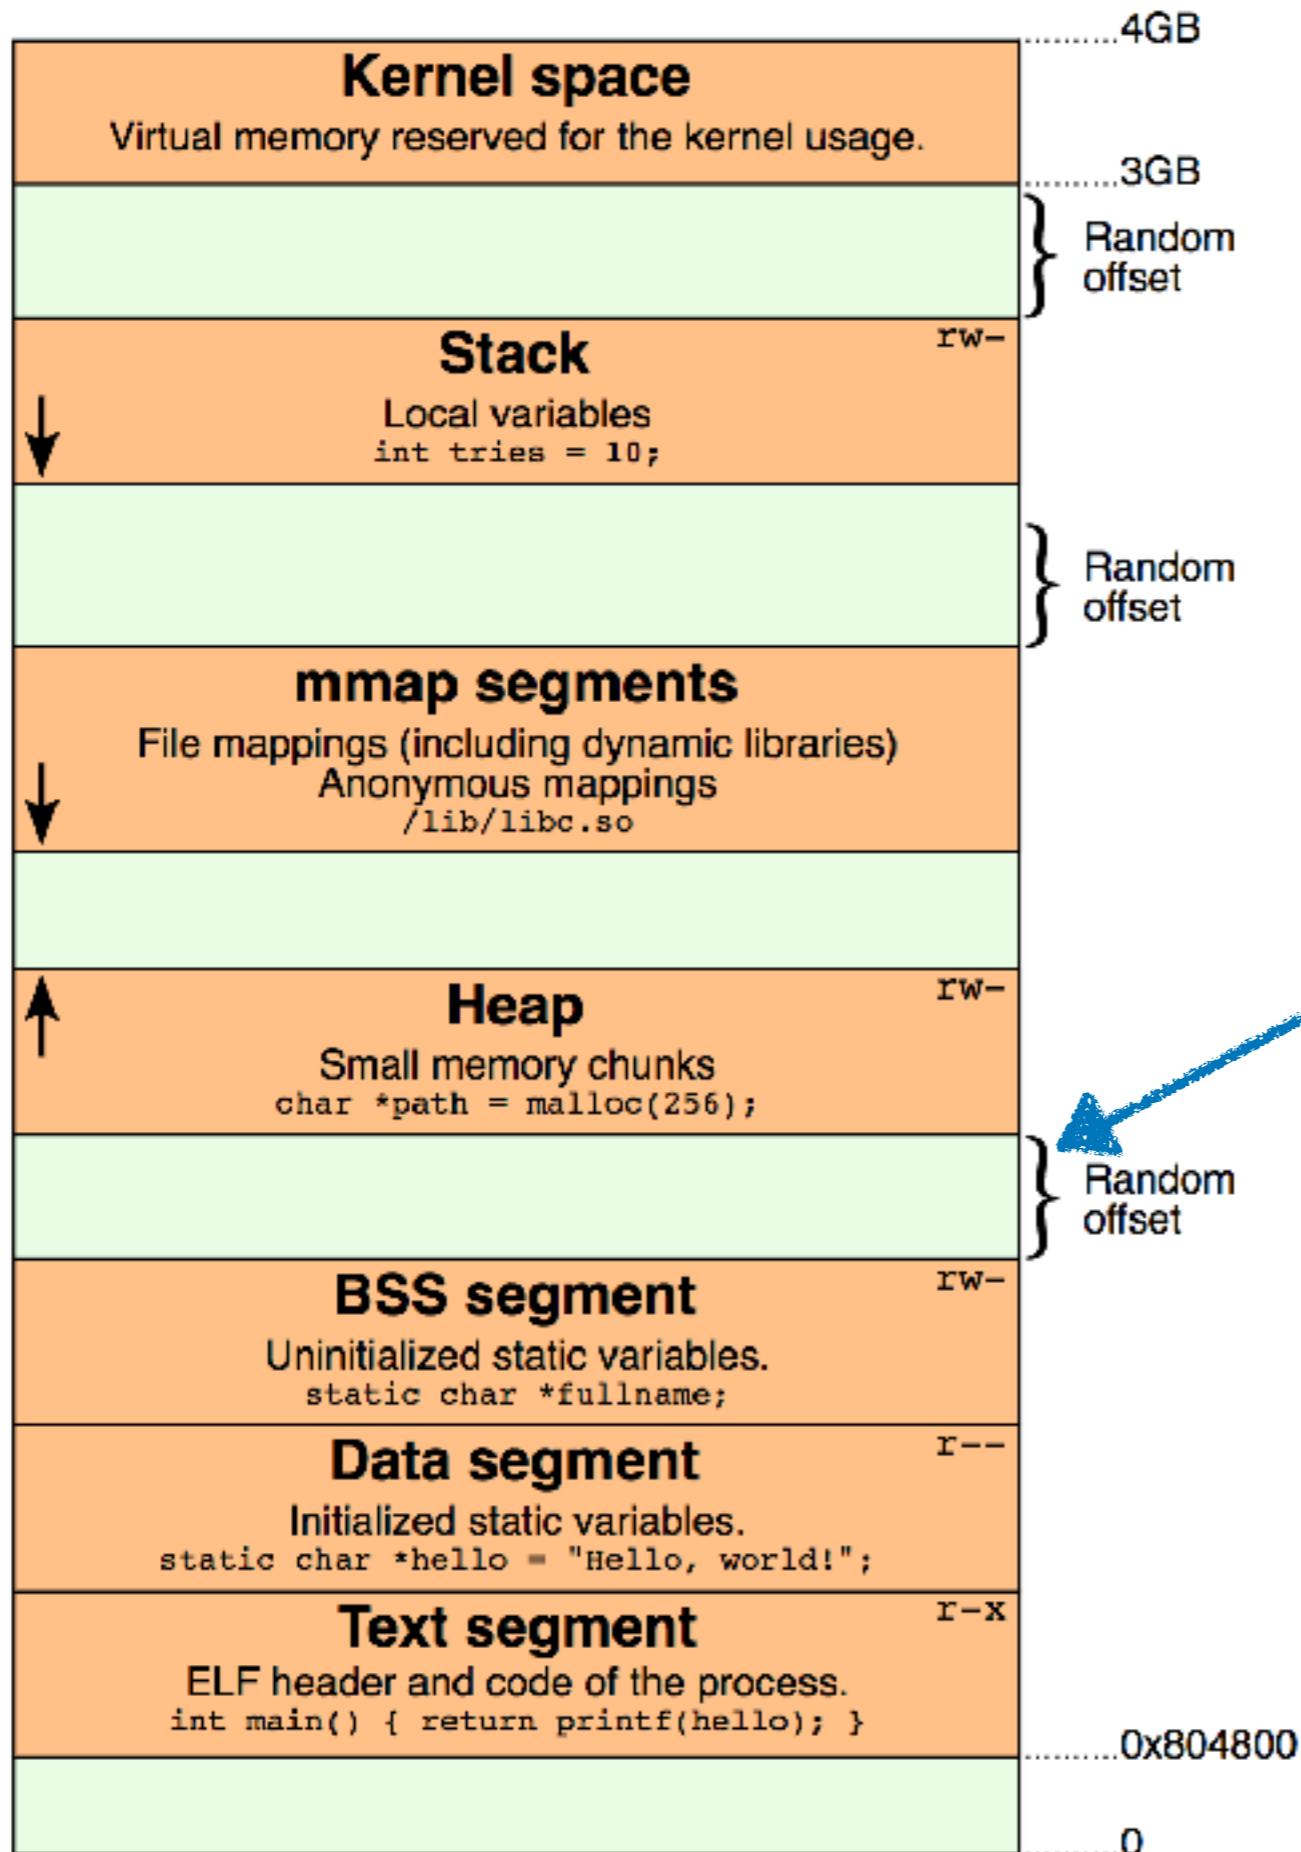 4GB
Kernel space
Virtual memory reserved for the kernel usage.
3GB
Random
offset
Stack
rw-
Local variables
int tries = 10;
Random
offset
mmap segments
File mappings (including dynamic libraries)
Anonymous mappings
/lib/libc.so
Heap
rw-
Small memory chunks
char *path = malloc(256);
Random
offset
BSS segment
rw-
Uninitialized static variables.
static char *fullname;
Data segment
r--
Initialized static variables.
static char *hello = "Hello, world!";
Text segment
r-x
ELF header and code of the process.
int main() { return printf(hello); }
0x804800
0